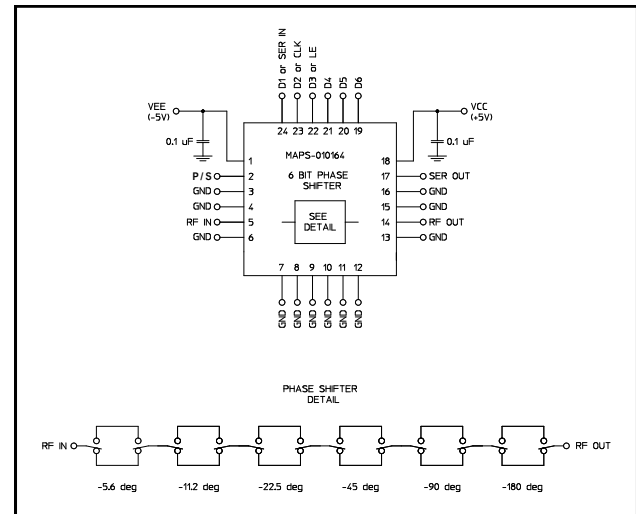 D1 or SER IN
D2 or CLK
D3 or LE
D4
D5
D6
VEE
(-5V)
VCC
(+5V)
24 23 22 21 20 19
0.1 uF
0.1 uF
MAPS-010164
6 BIT PHASE
SHIFTER
SEE
DETAIL
1
P/S 2
GND 3
GND 4
RF IN 5
GND 6
18
17 SER OUT
16 GND
15 GND
14 RF OUT
13 GND
7 8 9 10 11 12
GND GND GND GND GND GND
PHASE SHIFTER
DETAIL
RF IN
RF OUT
-5.6 deg -11.2 deg -22.5 deg -45 deg -90 deg -180 deg